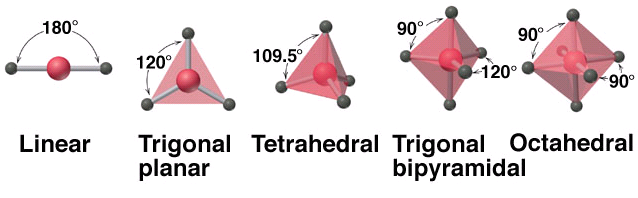 180°
120°
109.5°
90°
120°
90°
90°
Linear
Trigonal
planar
Tetrahedral
Trigonal
bipyramidal
Octahedral